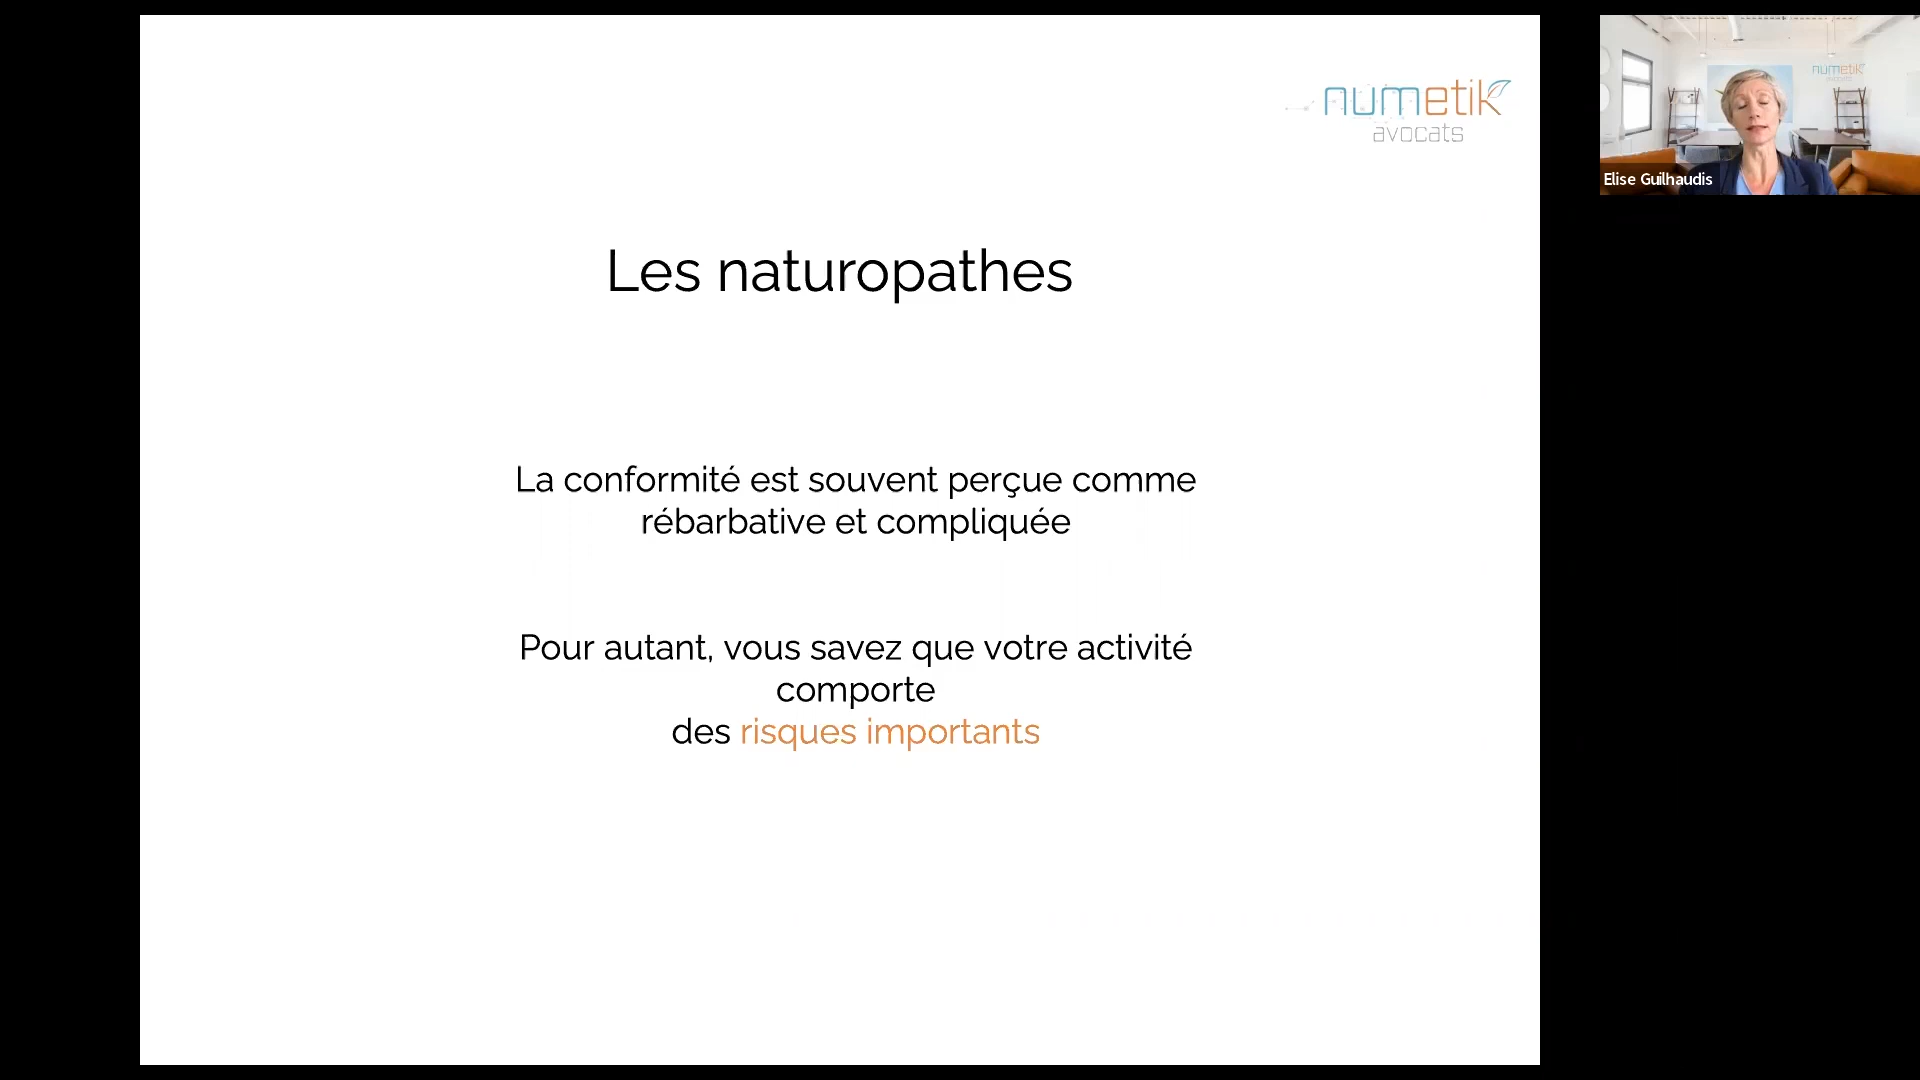 numetik
avocats
numetik
Elise Guilhaudis
Les naturopathes
La conformité est souvent perçue comme
rébarbative et compliquée
Pour autant, vous savez que votre activité
comporte
des risques importants